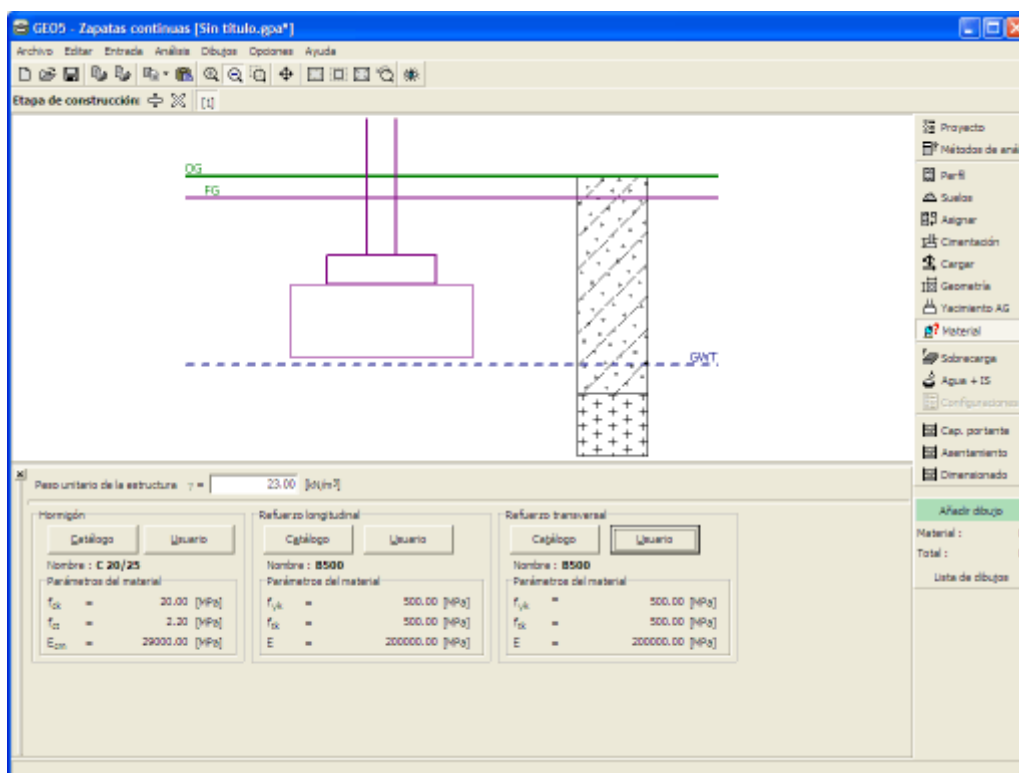 GEO5 - Zapatas continuas [Sin título.gpa*]
Archivo Editar Entrada Análisis Dibujos Opciones Ayuda
Etapa de construcción: [1]
OG
FG
GWT
Proyecto
Métodos de aná
Perfil
Suelos
Asignar
Cimentación
Cargar
Geometría
Yacimiento AG
Material
Sobrecarga
Agua + IS
Configuraciones
Cap. portante
Asentamiento
Dimensionado
Añadir dibujo
Material :
Total :
Lista de dibujos
Peso unitario de la estructura γ = 23.00 [kN/m³]
Hormigón
Catálogo Usuario
Nombre : C 20/25
Parámetros del material
fck = 20.00 [MPa]
fct = 2.20 [MPa]
Ecm = 29000.00 [MPa]
Refuerzo longitudinal
Catálogo Usuario
Nombre : B500
Parámetros del material
fyk = 500.00 [MPa]
ftk = 500.00 [MPa]
E = 200000.00 [MPa]
Refuerzo transversal
Catálogo Usuario
Nombre : B500
Parámetros del material
fyk = 500.00 [MPa]
ftk = 500.00 [MPa]
E = 200000.00 [MPa]